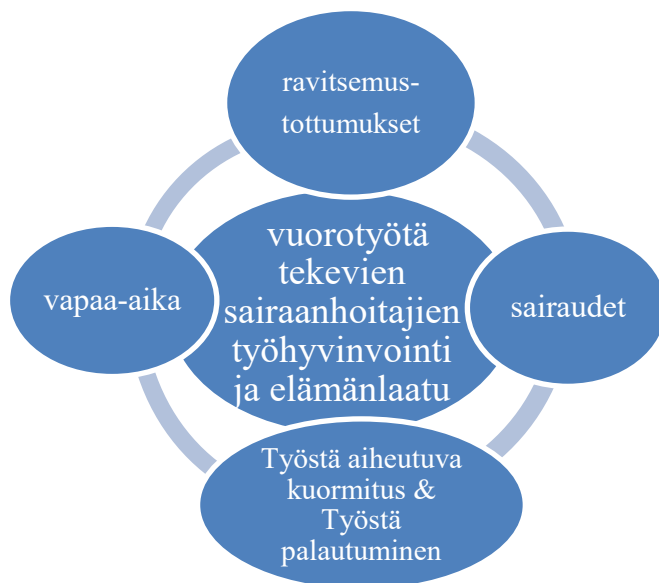 ravitsemus-
tottumukset
vapaa-aika
vuorotyötä
tekevien
sairaanhoitajien
työhyvinvointi
ja elämänlaatu
sairaudet
Työstä aiheutuva
kuormitus &
Työstä
palautuminen